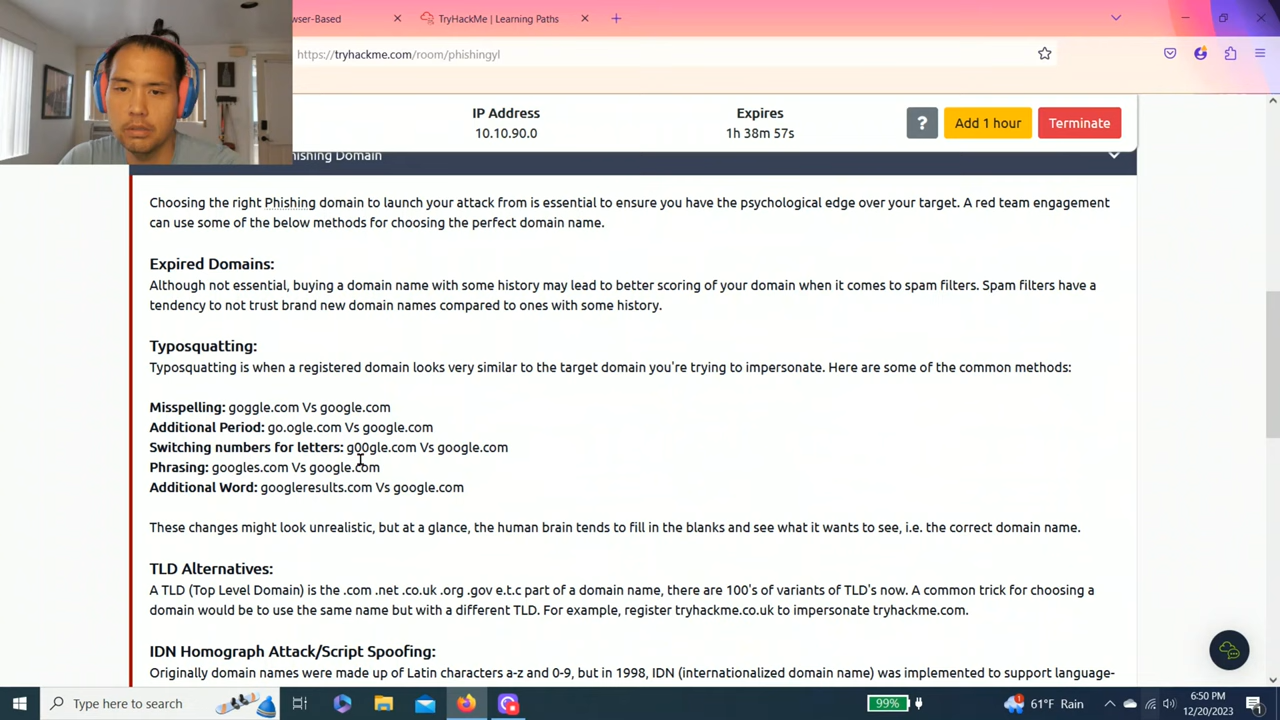 wser-Based
TryHackMe | Learning Paths
https://tryhackme.com/room/phishingyl
IP Address
10.10.90.0
Expires
1h 38m 57s
?
Add 1 hour
Terminate
hishing Domain
Choosing the right Phishing domain to launch your attack from is essential to ensure you have the psychological edge over your target. A red team engagement
can use some of the below methods for choosing the perfect domain name.
Expired Domains:
Although not essential, buying a domain name with some history may lead to better scoring of your domain when it comes to spam filters. Spam filters have a
tendency to not trust brand new domain names compared to ones with some history.
Typosquatting:
Typosquatting is when a registered domain looks very similar to the target domain you're trying to impersonate. Here are some of the common methods:
Misspelling: goggle.com Vs google.com
Additional Period: go.ogle.com Vs google.com
Switching numbers for letters: g00gle.com Vs google.com
Phrasing: googles.com Vs google.com
Additional Word: googleresults.com Vs google.com
These changes might look unrealistic, but at a glance, the human brain tends to fill in the blanks and see what it wants to see, i.e. the correct domain name.
TLD Alternatives:
A TLD (Top Level Domain) is the .com .net .co.uk .org .gov e.t.c part of a domain name, there are 100's of variants of TLD's now. A common trick for choosing a
domain would be to use the same name but with a different TLD. For example, register tryhackme.co.uk to impersonate tryhackme.com.
IDN Homograph Attack/Script Spoofing:
Originally domain names were made up of Latin characters a-z and 0-9, but in 1998, IDN (internationalized domain name) was implemented to support language-
Type here to search
99%
61°F Rain
6:50 PM
12/20/2023
1